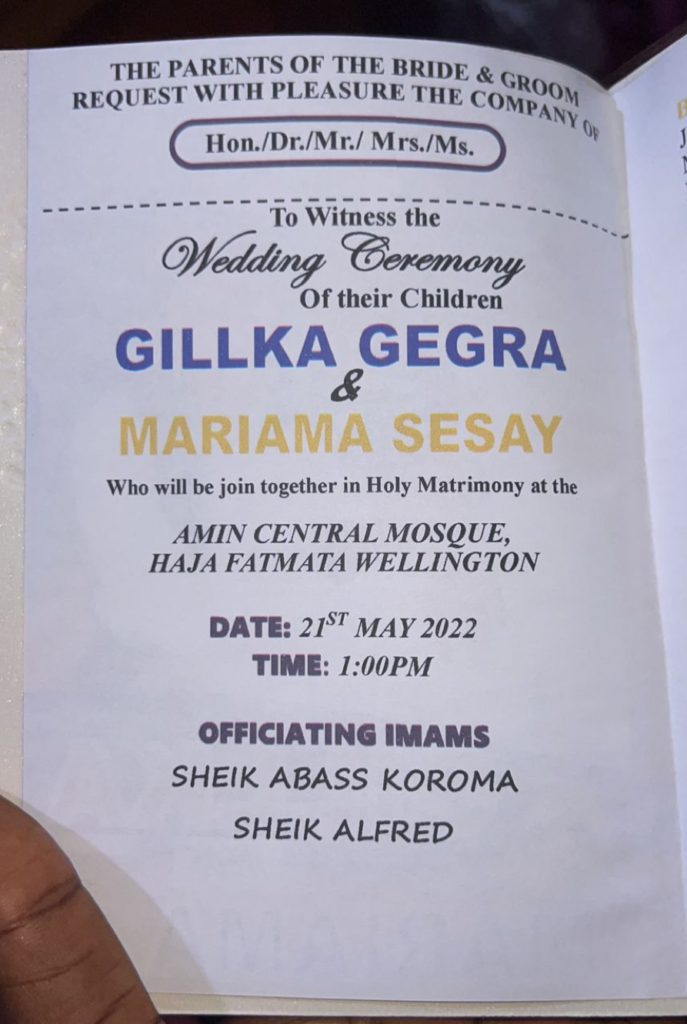 THE PARENTS OF THE BRIDE & GROOM
REQUEST WITH PLEASURE THE COMPANY OF
Hon./Dr./Mr./ Mrs./Ms.
To Witness the
Wedding Ceremony
Of their Children
GILLKA GEGRA
&
MARIAMA SESAY
Who will be join together in Holy Matrimony at the
AMIN CENTRAL MOSQUE,
HAJA FATMATA WELLINGTON
DATE: 21ST MAY 2022
TIME: 1:00PM
OFFICIATING IMAMS
SHEIK ABASS KOROMA
SHEIK ALFRED